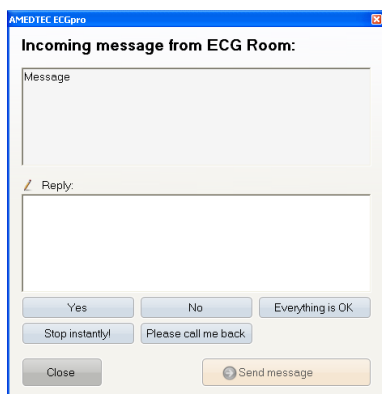 AMEDTEC ECGpro
Incoming message from ECG Room:
Message
Reply:
Yes No Everything is OK
Stop instantly! Please call me back
Close Send message